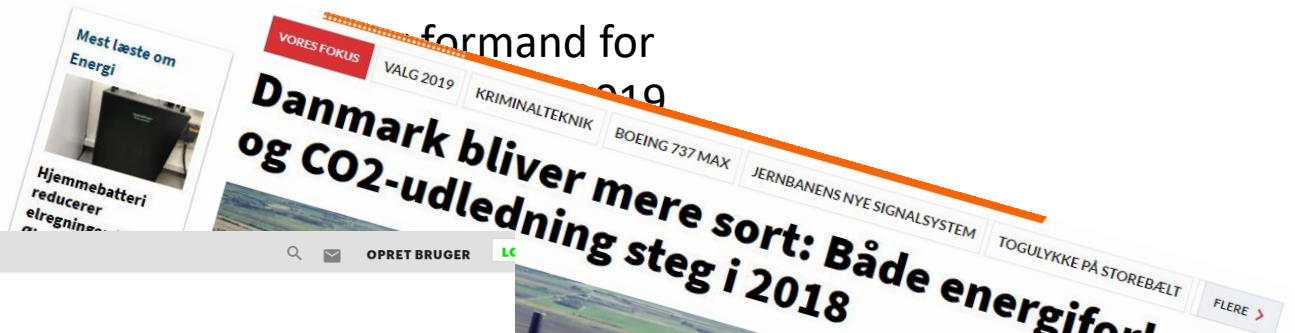 formand for
2019
Mest læste om
Energi
Hjemmebatteri
reducerer
VORES FOKUS
VALG 2019
KRIMINALTEKNIK
BOEING 737 MAX
JERNBANENS NYE SIGNALSYSTEM
TOGULYKKE PÅ STOREBÆLT
FLERE
Danmark bliver mere sort: Både
og CO2-udledning steg i 2018
OPRET BRUGER